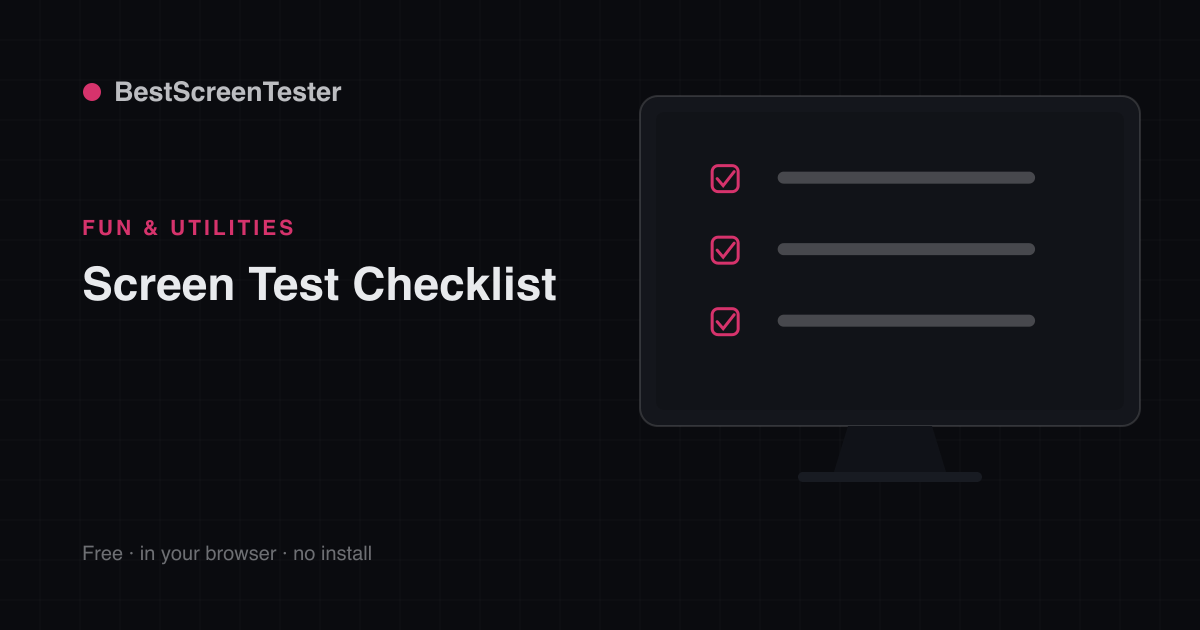 BestScreenTester
FUN & UTILITIES
Screen Test Checklist
Free · in your browser · no install